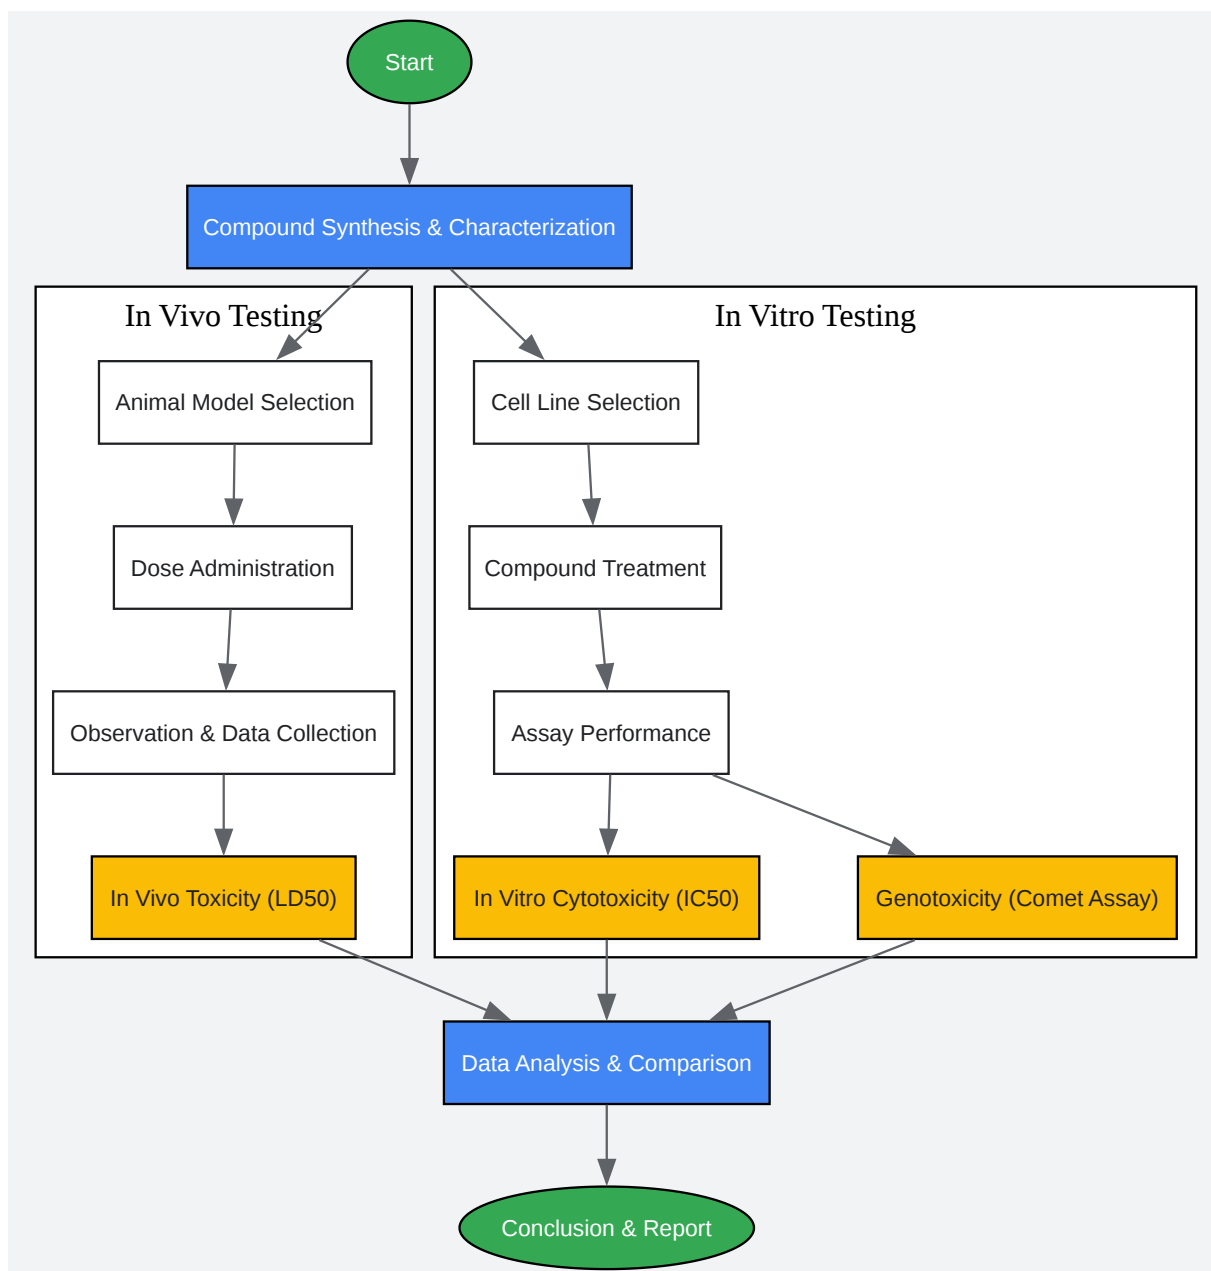 Start
Compound Synthesis & Characterization
In Vivo Testing
Animal Model Selection
Dose Administration
Observation & Data Collection
In Vivo Toxicity (LD50)
In Vitro Testing
Cell Line Selection
Compound Treatment
Assay Performance
In Vitro Cytotoxicity (IC50)
Genotoxicity (Comet Assay)
Data Analysis & Comparison
Conclusion & Report